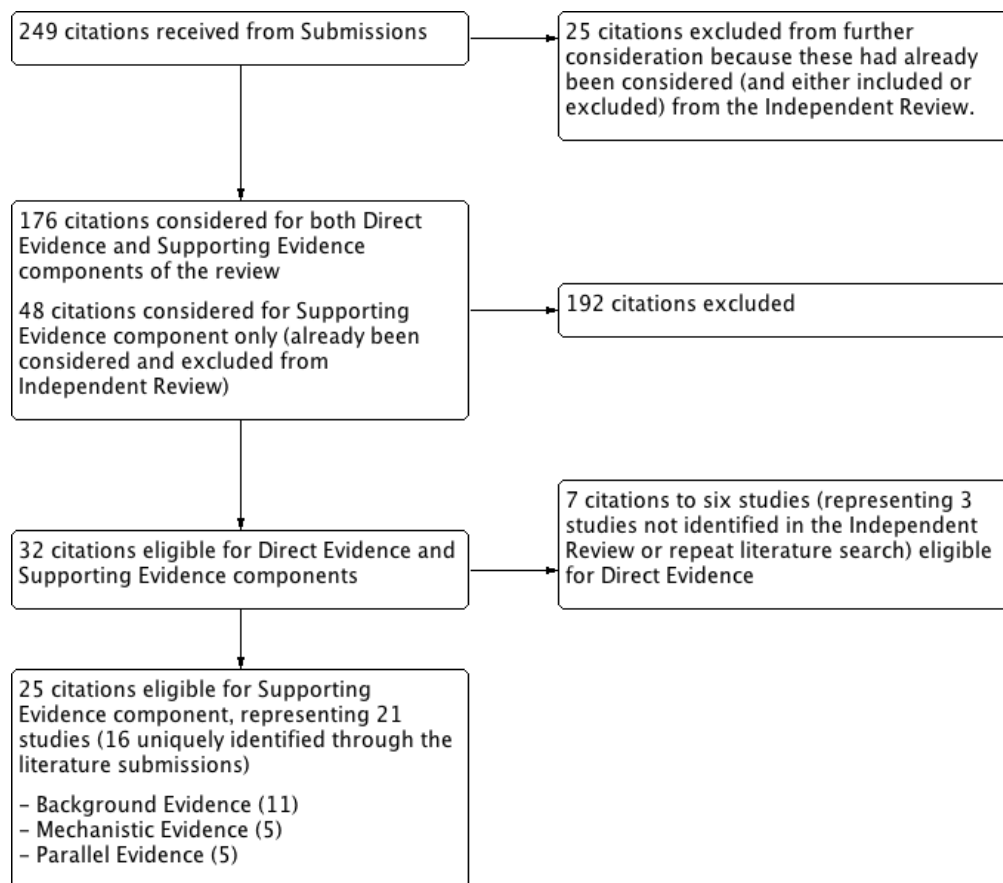 249 citations received from Submissions
25 citations excluded from further
consideration because these had already
been considered (and either included or
excluded) from the Independent Review.
176 citations considered for both Direct
Evidence and Supporting Evidence
components of the review
48 citations considered for Supporting
Evidence component only (already been
considered and excluded from
Independent Review)
192 citations excluded
32 citations eligible for Direct Evidence and
Supporting Evidence components
7 citations to six studies (representing 3
studies not identified in the Independent
Review or repeat literature search) eligible
for Direct Evidence
25 citations eligible for Supporting
Evidence component, representing 21
studies (16 uniquely identified through the
literature submissions)
– Background Evidence (11)
– Mechanistic Evidence (5)
– Parallel Evidence (5)